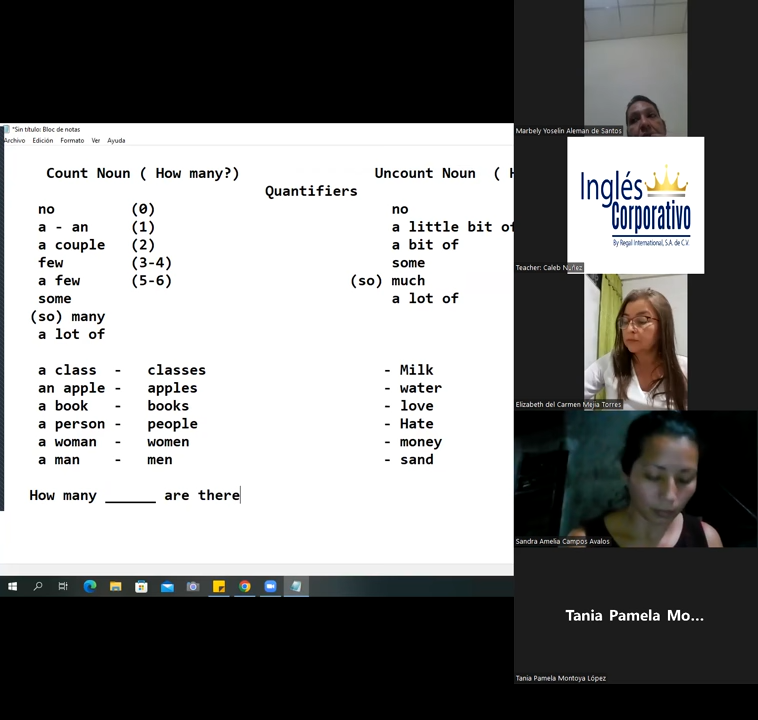 *Sin título: Bloc de notas
Archivo Edición Formato Ver Ayuda
Count Noun ( How many?) Uncount Noun ( H
Quantifiers
no (0) no
a - an (1) a little bit of
a couple (2) a bit of
few (3-4) some
a few (5-6) (so) much
some a lot of
(so) many
a lot of
a class - classes - Milk
an apple - apples - water
a book - books - love
a person - people - Hate
a woman - women - money
a man - men - sand
How many ______ are there
Marbely Yoselin Aleman de Santos
Inglés
Corporativo
By Regal International, S.A. de C.V.
Teacher: Caleb Nuñez
Elizabeth del Carmen Mejia Torres
Sandra Amelia Campos Avalos
Tania Pamela Mo...
Tania Pamela Montoya López